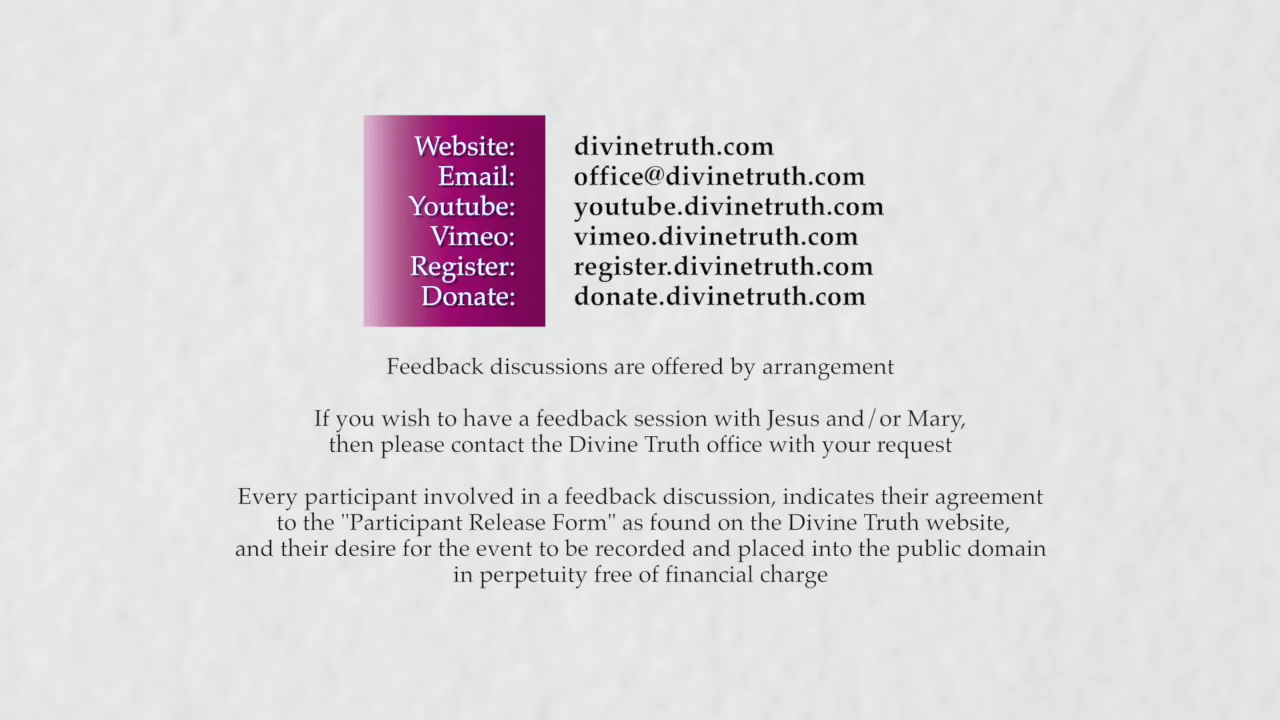 Website: divinetruth.com
Email: office@divinetruth.com
Youtube: youtube.divinetruth.com
Vimeo: vimeo.divinetruth.com
Register: register.divinetruth.com
Donate: donate.divinetruth.com
Feedback discussions are offered by arrangement
If you wish to have a feedback session with Jesus and/or Mary,
then please contact the Divine Truth office with your request
Every participant involved in a feedback discussion, indicates their agreement
to the "Participant Release Form" as found on the Divine Truth website,
and their desire for the event to be recorded and placed into the public domain
in perpetuity free of financial charge